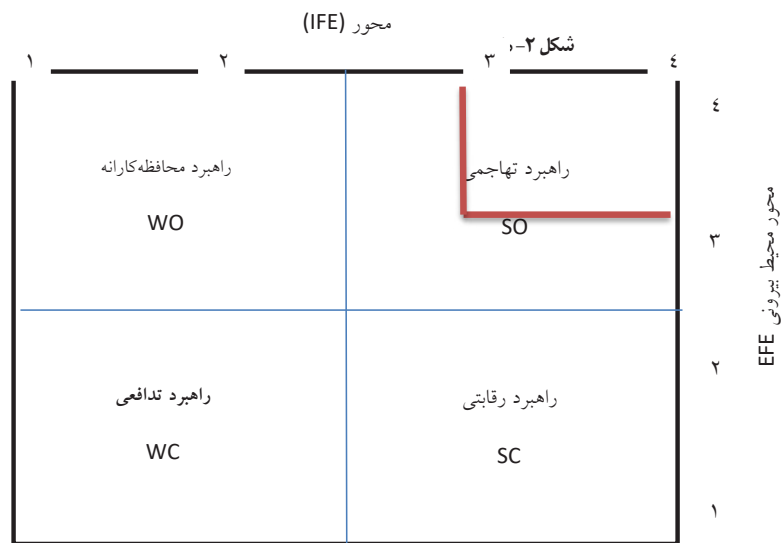 محور (IFE)
شکل ۲-
۱ ۲ ۳ ٤
٤
راهبرد محافظه‌کارانه
راهبرد تهاجمی
WO
SO
۳
محور محیط بیرونی EFE
۲
راهبرد تدافعی
راهبرد رقابتی
WC
SC
۱